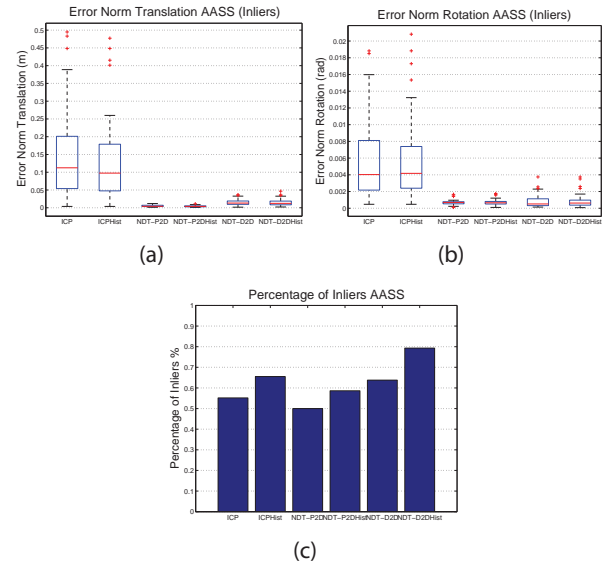 Error Norm Translation AASS (Inliers)
Error Norm Translation (m)
0.5
0.45
0.4
0.35
0.3
0.25
0.2
0.15
0.1
0.05
0
ICP ICPHist NDT-P2D NDT-P2DHist NDT-D2D NDT-D2DHist
(a)
Error Norm Rotation AASS (Inliers)
Error Norm Rotation (rad)
0.02
0.018
0.016
0.014
0.012
0.01
0.008
0.006
0.004
0.002
0
ICP ICPHist NDT-P2D NDT-P2DHist NDT-D2D NDT-D2DHist
(b)
Percentage of Inliers AASS
Percentage of Inliers %
1
0.9
0.8
0.7
0.6
0.5
0.4
0.3
0.2
0.1
0
ICP ICPHist NDT-P2D NDT-P2DHist NDT-D2D NDT-D2DHist
(c)